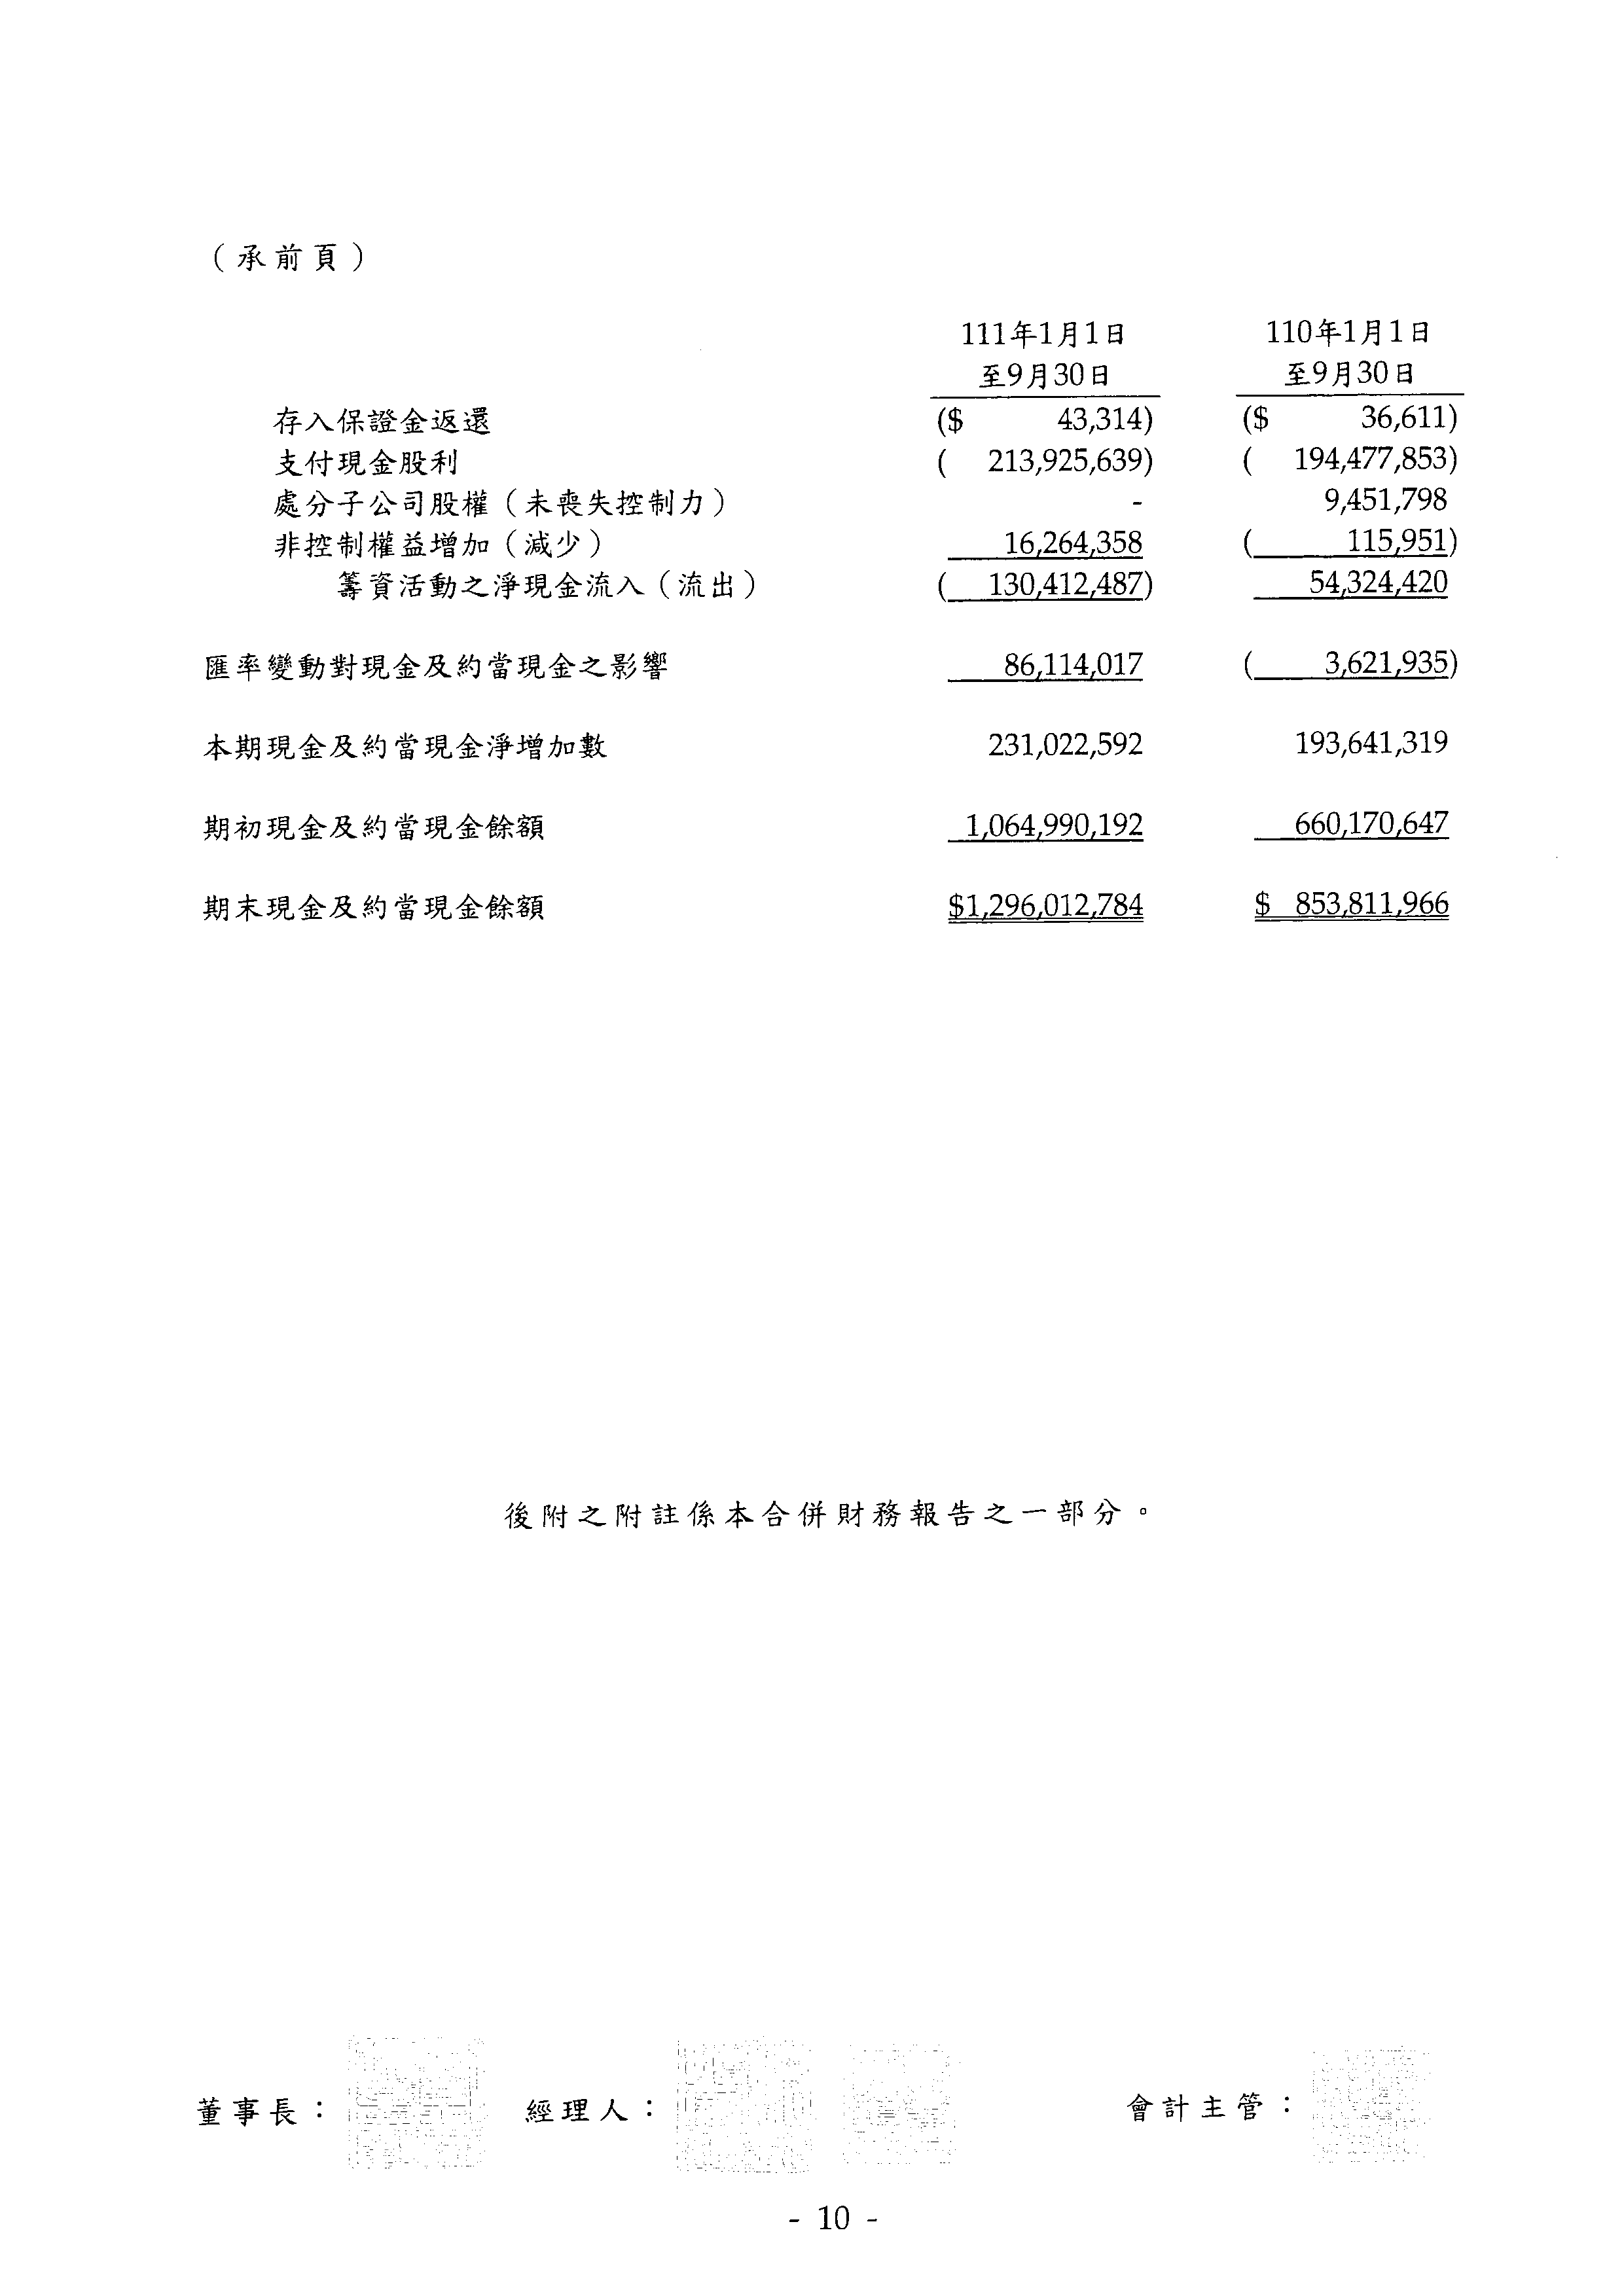 （承前頁）
111年1月1日 110年1月1日
至9月30日 至9月30日
存入保證金返還 ($ 43,314) ($ 36,611)
支付現金股利 ( 213,925,639) ( 194,477,853)
處分子公司股權（未喪失控制力） - 9,451,798
非控制權益增加（減少） 16,264,358 ( 115,951)
籌資活動之淨現金流入（流出） ( 130,412,487) 54,324,420
匯率變動對現金及約當現金之影響 86,114,017 ( 3,621,935)
本期現金及約當現金淨增加數 231,022,592 193,641,319
期初現金及約當現金餘額 1,064,990,192 660,170,647
期末現金及約當現金餘額 $1,296,012,784 $ 853,811,966
後附之附註係本合併財務報告之一部分。
董事長： 經理人： 會計主管：
- 10 -